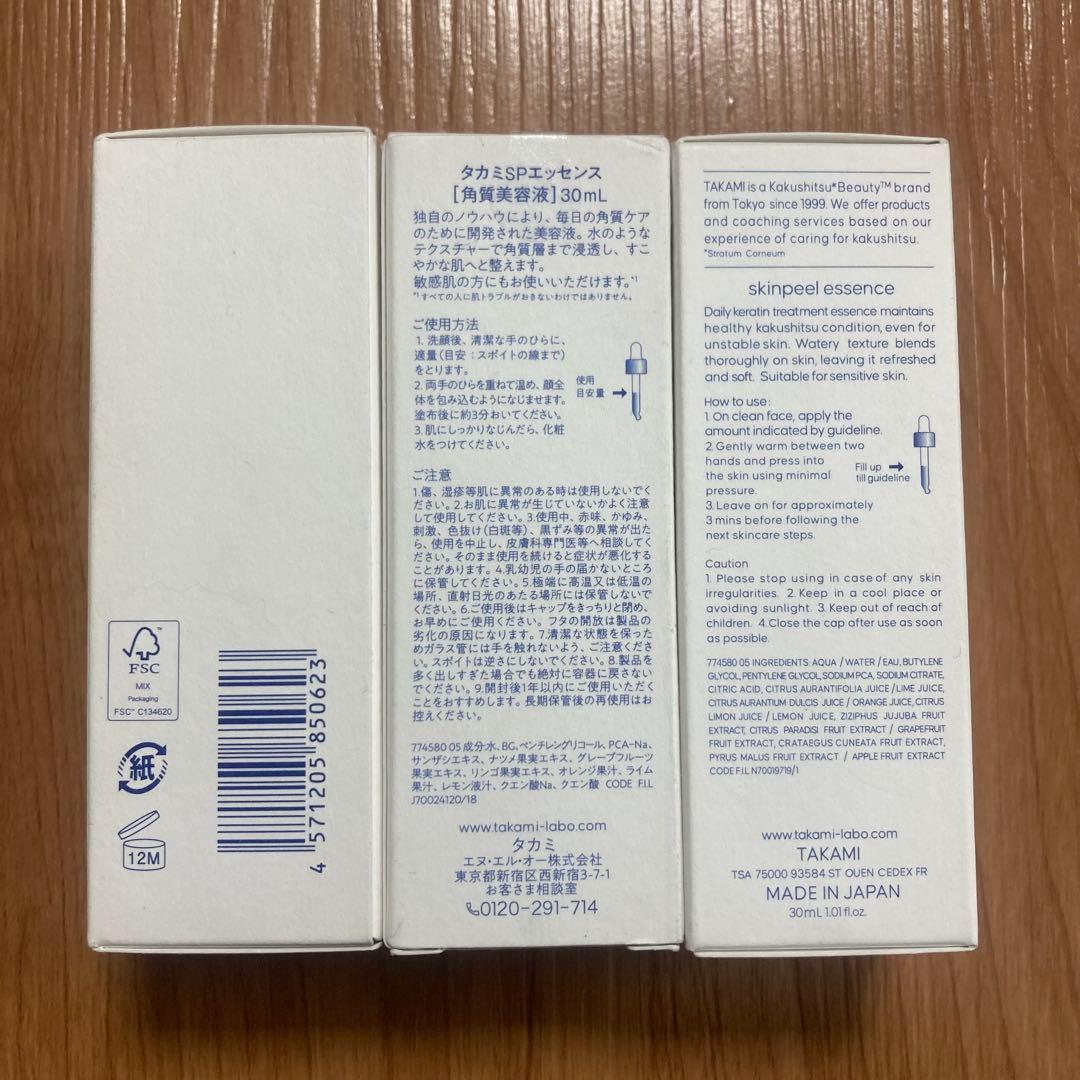 FSC
MIX
Packaging
FSC™ C134620
紙
12M
4 571205 850623
タカミSPエッセンス
[角質美容液]30mL
独自のノウハウにより、毎日の角質ケア
のために開発された美容液。水のような
テクスチャーで角質層まで浸透し、すこ
やかな肌へと整えます。
敏感肌の方にもお使いいただけます。*1
*1 すべての人に肌トラブルがおきないわけではありません。
ご使用方法
1. 洗顔後、清潔な手のひらに、
適量(目安:スポイトの線まで)
をとります。
2. 両手のひらを重ねて温め、顔全
体を包み込むようになじませます。
塗布後に約3分おいてください。
3. 肌にしっかりなじんだら、化粧
水をつけてください。
使用
目安量
ご注意
1.傷、湿疹等肌に異常のある時は使用しないでく
ださい。2.お肌に異常が生じていないかよく注意
して使用してください。3.使用中、赤味、かゆみ、
刺激、色抜け(白斑等)、黒ずみ等の異常が出た
ら、使用を中止し、皮膚科専門医等へ相談してく
ださい。そのまま使用を続けると症状が悪化する
ことがあります。4.乳幼児の手の届かないところ
に保管してください。5.極端に高温又は低温の
場所、直射日光のあたる場所には保管しないで
ください。6.ご使用後はキャップをきっちりと閉め、
お早めにご使用ください。フタの開放は製品の
劣化の原因になります。7.清潔な状態を保つた
めガラス管には手を触れないよう、ご注意くださ
い。スポイトは逆さにしないでください。8.製品を
多く出しすぎた場合でも絶対に容器に戻さない
でください。9.開封後1年以内にご使用いただく
ことをおすすめします。長期保管後の再使用はお
控えください。
774580 05 成分水、BG、ペンチレングリコール、PCA-Na、
サンザシエキス、ナツメ果実エキス、グレープフルーツ
果実エキス、リンゴ果実エキス、オレンジ果汁、ライム
果汁、レモン液汁、クエン酸Na、クエン酸 CODE F.I.L
J70024120/18
www.takami-labo.com
タカミ
エヌ・エル・オー株式会社
東京都新宿区西新宿3-7-1
お客さま相談室
0120-291-714
TAKAMI is a Kakushitsu*Beauty™ brand
from Tokyo since 1999. We offer products
and coaching services based on our
experience of caring for kakushitsu.
*Stratum Corneum
skinpeel essence
Daily keratin treatment essence maintains
healthy kakushitsu condition, even for
unstable skin. Watery texture blends
thoroughly on skin, leaving it refreshed
and soft. Suitable for sensitive skin.
How to use:
1. On clean face, apply the
amount indicated by guideline.
2. Gently warm between two
hands and press into
the skin using minimal
pressure.
3. Leave on for approximately
3 mins before following the
next skincare steps.
Fill up
till guideline
Caution
1. Please stop using in case of any skin
irregularities. 2. Keep in a cool place or
avoiding sunlight. 3. Keep out of reach of
children. 4. Close the cap after use as soon
as possible.
774580 05 INGREDIENTS: AQUA / WATER / EAU, BUTYLENE
GLYCOL, PENTYLENE GLYCOL, SODIUM PCA, SODIUM CITRATE,
CITRIC ACID, CITRUS AURANTIFOLIA JUICE / LIME JUICE,
CITRUS AURANTIUM DULCIS JUICE / ORANGE JUICE, CITRUS
LIMON JUICE / LEMON JUICE, ZIZIPHUS JUJUBA FRUIT
EXTRACT, CITRUS PARADISI FRUIT EXTRACT / GRAPEFRUIT
FRUIT EXTRACT, CRATAEGUS CUNEATA FRUIT EXTRACT,
PYRUS MALUS FRUIT EXTRACT / APPLE FRUIT EXTRACT
CODE F.I.L N70019719/1
www.takami-labo.com
TAKAMI
TSA 75000 93584 ST OUEN CEDEX FR
MADE IN JAPAN
30mL 1.01 fl.oz.